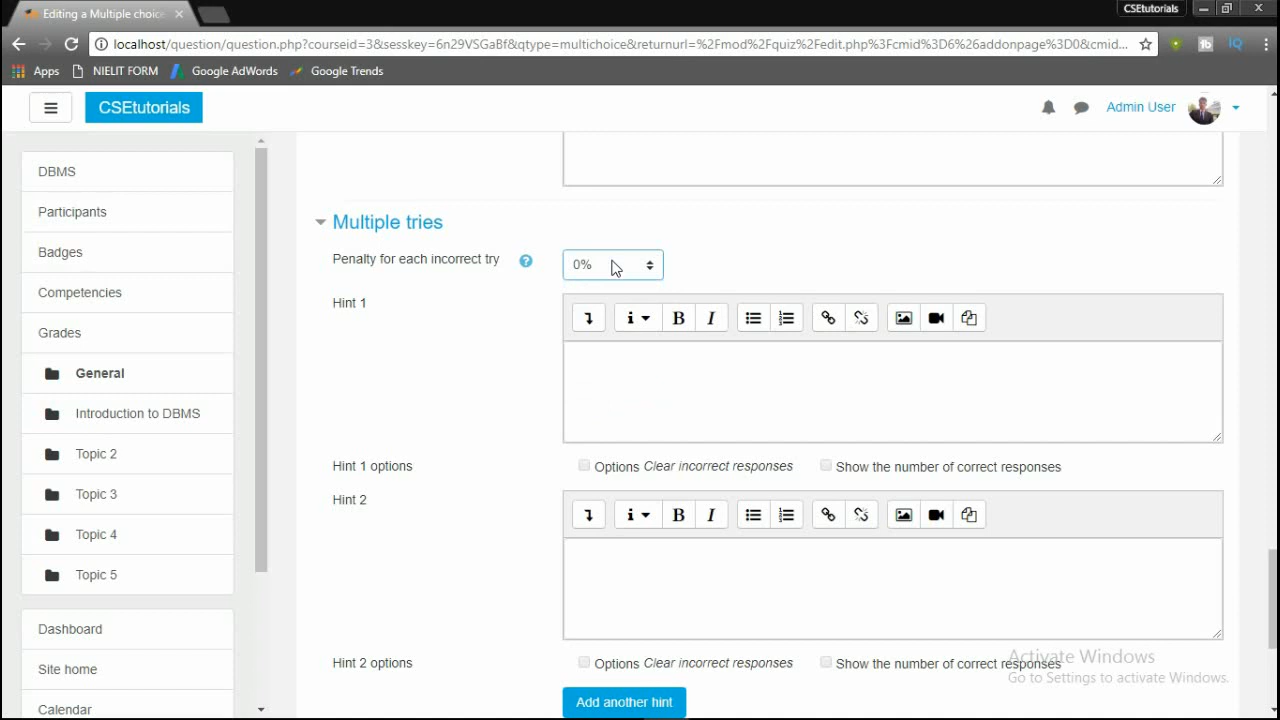 CSEtutorials
Editing a Multiple choice
localhost/question/question.php?courseid=3&sesskey=6n29VSGaBf&qtype=multichoice&returnurl=%2Fmod%2Fquiz%2Fedit.php%3Fcmid%3D6%26addonpage%3D0&cmid...
Apps NIELIT FORM Google AdWords Google Trends
CSEtutorials
Admin User
DBMS
Participants
Badges
Competencies
Grades
General
Introduction to DBMS
Topic 2
Topic 3
Topic 4
Topic 5
Dashboard
Site home
Calendar
Multiple tries
Penalty for each incorrect try
0%
Hint 1
Hint 1 options
Options Clear incorrect responses
Show the number of correct responses
Hint 2
Hint 2 options
Options Clear incorrect responses
Show the number of correct responses
Add another hint
Activate Windows
Go to Settings to activate Windows.